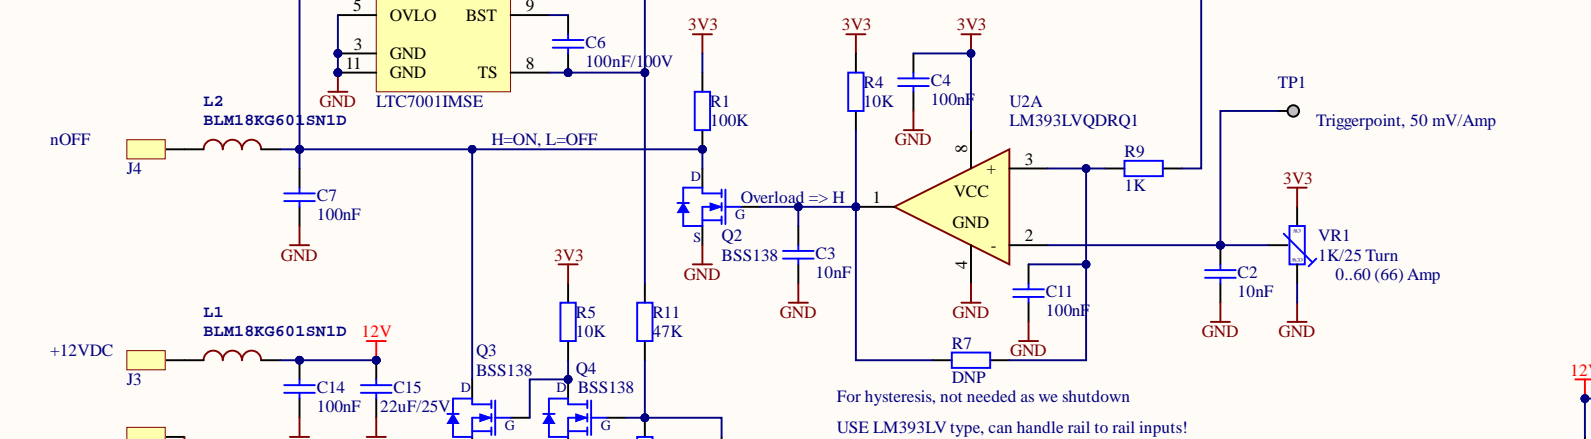 5
OVLO
BST
9
3
GND
11
GND
TS
8
GND
LTC7001IMSE
C6
100nF/100V
3V3
R1
100K
3V3
R4
10K
3V3
C4
100nF
GND
U2A
LM393LVQDRQ1
TP1
Triggerpoint, 50 mV/Amp
L2
BLM18KG601SN1D
nOFF
J4
H=ON, L=OFF
C7
100nF
GND
D
G
S
Q2
BSS138
GND
Overload => H
1
8
+
VCC
GND
-
4
3
2
GND
R9
1K
3V3
VR1
1K/25 Turn
0..60 (66) Amp
GND
C2
10nF
GND
C3
10nF
GND
C11
100nF
GND
R7
DNP
For hysteresis, not needed as we shutdown
USE LM393LV type, can handle rail to rail inputs!
3V3
R5
10K
R11
47K
L1
BLM18KG601SN1D
12V
+12VDC
J3
C14
100nF
C15
22uF/25V
Q3
BSS138
D
G
Q4
BSS138
D
G